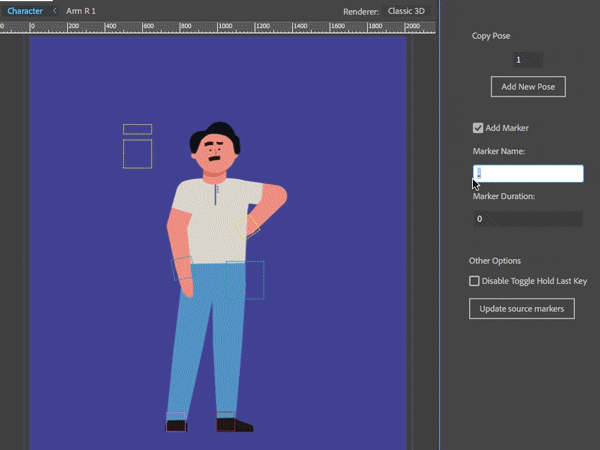 Character < Arm R 1 Renderer: Classic 3D
0 200 400 600 800 1000 1200 1400 1600 1800 2000
Copy Pose
1
Add New Pose
Add Marker
Marker Name:
Marker Duration:
0
Other Options
Disable Toggle Hold Last Key
Update source markers